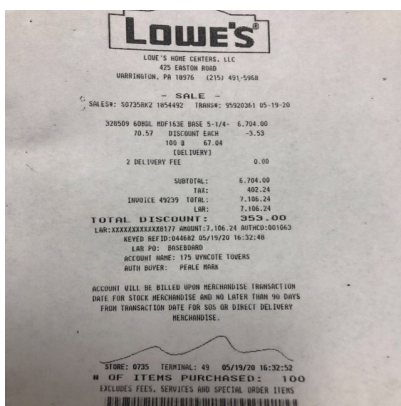 LOWE'S®
LOWE'S HOME CENTERS, LLC
425 EASTON ROAD
WARRINGTON, PA 18976 (215) 491-5968
- SALE -
SALES#: S0735BK2 1854492 TRANS#: 95920361 05-19-20
328509 608GL MDF163E BASE 5-1/4- 6,704.00
70.57 DISCOUNT EACH -3.53
100 @ 67.04
[DELIVERY]
2 DELIVERY FEE 0.00
SUBTOTAL: 6,704.00
TAX: 402.24
INVOICE 49239 TOTAL: 7,106.24
LAR: 7,106.24
TOTAL DISCOUNT: 353.00
LAR:XXXXXXXXXXXX8177 AMOUNT:7,106.24 AUTHCD:001063
KEYED REFID:044682 05/19/20 16:32:48
LAR PO: BASEBOARD
ACCOUNT NAME: 175 WYNCOTE TOWERS
AUTH BUYER: PEALE MARK
ACCOUNT WILL BE BILLED UPON MERCHANDISE TRANSACTION
DATE FOR STOCK MERCHANDISE AND NO LATER THAN 90 DAYS
FROM TRANSACTION DATE FOR SOS OR DIRECT DELIVERY
MERCHANDISE.
STORE: 0735 TERMINAL: 49 05/19/20 16:32:52
# OF ITEMS PURCHASED: 100
EXCLUDES FEES, SERVICES AND SPECIAL ORDER ITEMS